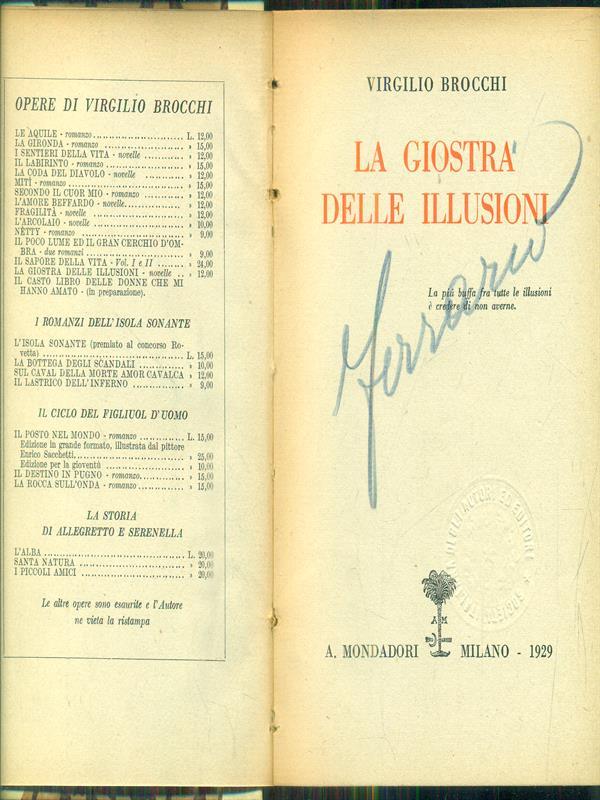 OPERE DI VIRGILIO BROCCHI
LE AQUILE - romanzo . . . . . . . . . . . . . . . . L. 12,00
LA GIRONDA - romanzo . . . . . . . . . . . . . . » 15,00
I SENTIERI DELLA VITA - novelle . . . . . . . . » 12,00
IL LABIRINTO - romanzo . . . . . . . . . . . . . » 15,00
LA CODA DEL DIAVOLO - novelle . . . . . . . . » 12,00
MITÌ - romanzo . . . . . . . . . . . . . . . . . . » 15,00
SECONDO IL CUOR MIO - romanzo . . . . . . . . » 12,00
L'AMORE BEFFARDO - novelle . . . . . . . . . . » 12,00
FRAGILITÀ - novelle . . . . . . . . . . . . . . . » 12,00
L'ARCOLAIO - novelle . . . . . . . . . . . . . . » 10,00
NETTY - romanzo . . . . . . . . . . . . . . . . . » 9,00
IL POCO LUME ED IL GRAN CERCHIO D'OM-
BRA - due romanzi . . . . . . . . . . . . . . . . » 9,00
IL SAPORE DELLA VITA - Vol. I e II . . . . . . . » 24,00
LA GIOSTRA DELLE ILLUSIONI - novelle . . » 12,00
IL CASTO LIBRO DELLE DONNE CHE MI
HANNO AMATO - (in preparazione).
I ROMANZI DELL'ISOLA SONANTE
L'ISOLA SONANTE (premiato al concorso Ro-
vetta) . . . . . . . . . . . . . . . . . . . . . . . L. 15,00
LA BOTTEGA DEGLI SCANDALI . . . . . . . . . » 10,00
SUL CAVAL DELLA MORTE AMOR CAVALCA » 12,00
IL LASTRICO DELL'INFERNO . . . . . . . . . . . » 9,00
IL CICLO DEL FIGLIUOL D'UOMO
IL POSTO NEL MONDO - romanzo . . . . . . . . L. 15,00
Edizione in grande formato, illustrata dal pittore
Enrico Sacchetti . . . . . . . . . . . . . . . . . » 25,00
Edizione per la gioventù . . . . . . . . . . . . . » 10,00
IL DESTINO IN PUGNO - romanzo . . . . . . . . » 15,00
LA ROCCA SULL'ONDA - romanzo . . . . . . . . » 15,00
LA STORIA
DI ALLEGRETTO E SERENELLA
L'ALBA . . . . . . . . . . . . . . . . . . . . . . L. 20,00
SANTA NATURA . . . . . . . . . . . . . . . . . . » 20,00
I PICCOLI AMICI . . . . . . . . . . . . . . . . . » 20,00
Le altre opere sono esaurite e l'Autore
ne vieta la ristampa
VIRGILIO BROCCHI
LA GIOSTRA
DELLE ILLUSIONI
La più buffa fra tutte le illusioni
è credere di non averne.
Ferrario
A M
A. MONDADORI MILANO - 1929